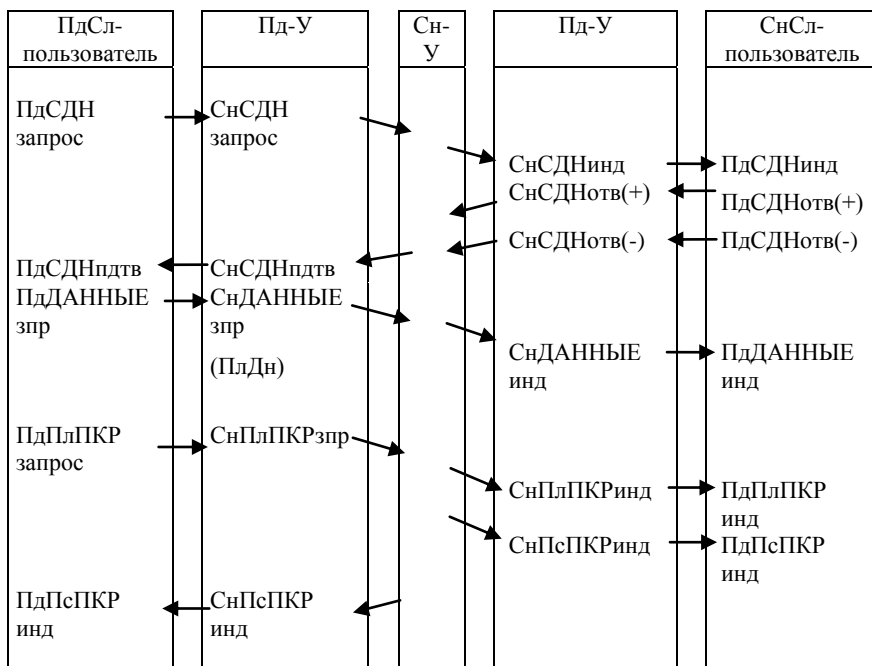 ПдСл-
пользователь
Пд-У
Сн-
У
Пд-У
СнСл-
пользователь
ПдСДН
запрос
СнСДН
запрос
СнСДНинд
ПдСДНинд
СнСДНотв(+)
ПдСДНотв(+)
СнСДНотв(-)
ПдСДНотв(-)
ПдСДНпдтв
СнСДНпдтв
ПдДАННЫЕ
зпр
СнДАННЫЕ
зпр
(ПлДн)
СнДАННЫЕ
инд
ПдДАННЫЕ
инд
ПдПлПКР
запрос
СнПлПКРзпр
СнПлПКРинд
ПдПлПКР
инд
СнПсПКРинд
ПдПсПКР
инд
ПдПсПКР
инд
СнПсПКР
инд